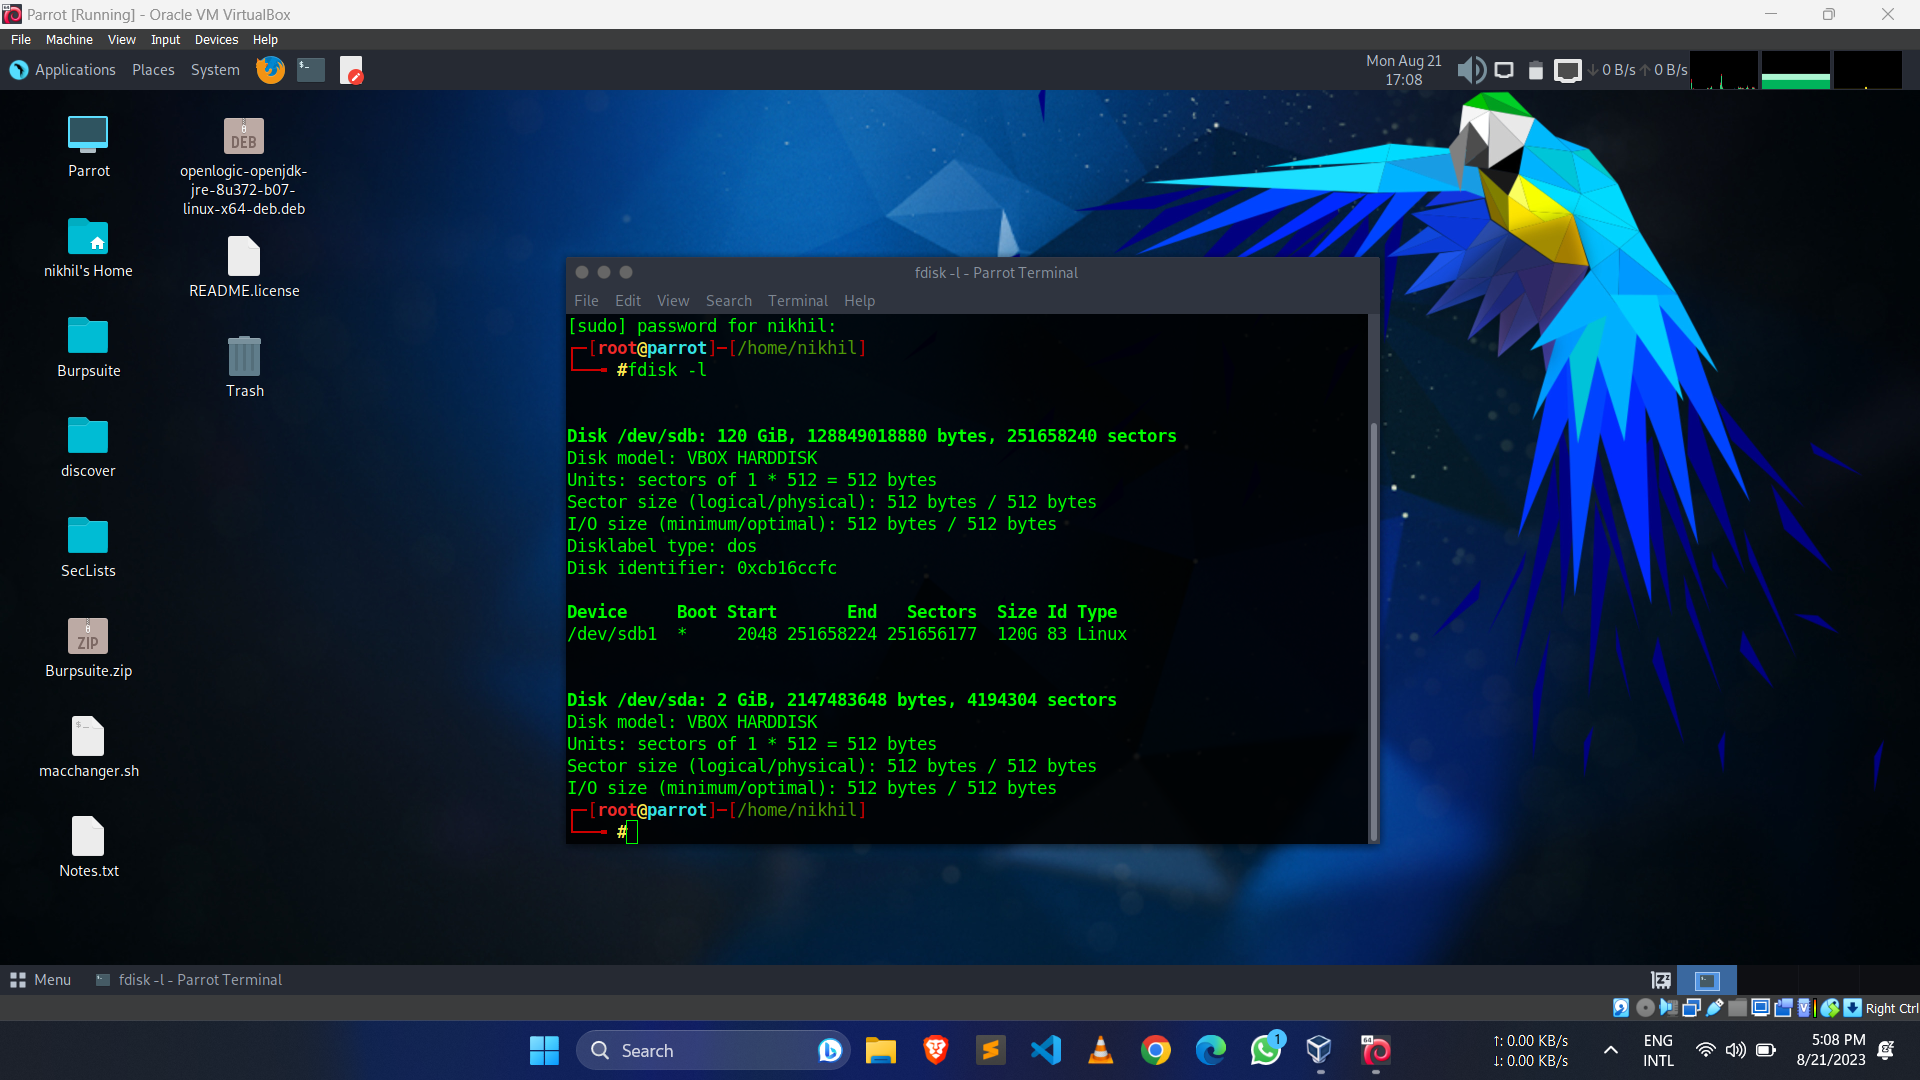 Parrot [Running] - Oracle VM VirtualBox
File Machine View Input Devices Help
Applications Places System
Mon Aug 21
17:08
0 B/s 0 B/s
Parrot
nikhil's Home
Burpsuite
discover
SecLists
ZIP
Burpsuite.zip
macchanger.sh
Notes.txt
DEB
openlogic-openjdk-
jre-8u372-b07-
linux-x64-deb.deb
README.license
Trash
fdisk -l - Parrot Terminal
File Edit View Search Terminal Help
[sudo] password for nikhil:
┌─[root@parrot]─[/home/nikhil]
└──╼ #fdisk -l
Disk /dev/sdb: 120 GiB, 128849018880 bytes, 251658240 sectors
Disk model: VBOX HARDDISK
Units: sectors of 1 * 512 = 512 bytes
Sector size (logical/physical): 512 bytes / 512 bytes
I/O size (minimum/optimal): 512 bytes / 512 bytes
Disklabel type: dos
Disk identifier: 0xcb16ccfc
Device     Boot Start       End   Sectors  Size Id Type
/dev/sdb1  *     2048 251658224 251656177  120G 83 Linux
Disk /dev/sda: 2 GiB, 2147483648 bytes, 4194304 sectors
Disk model: VBOX HARDDISK
Units: sectors of 1 * 512 = 512 bytes
Sector size (logical/physical): 512 bytes / 512 bytes
I/O size (minimum/optimal): 512 bytes / 512 bytes
┌─[root@parrot]─[/home/nikhil]
└──╼ #
Menu fdisk -l - Parrot Terminal
Right Ctrl
Search
1
64
↑: 0.00 KB/s
↓: 0.00 KB/s
ENG
INTL
5:08 PM
8/21/2023